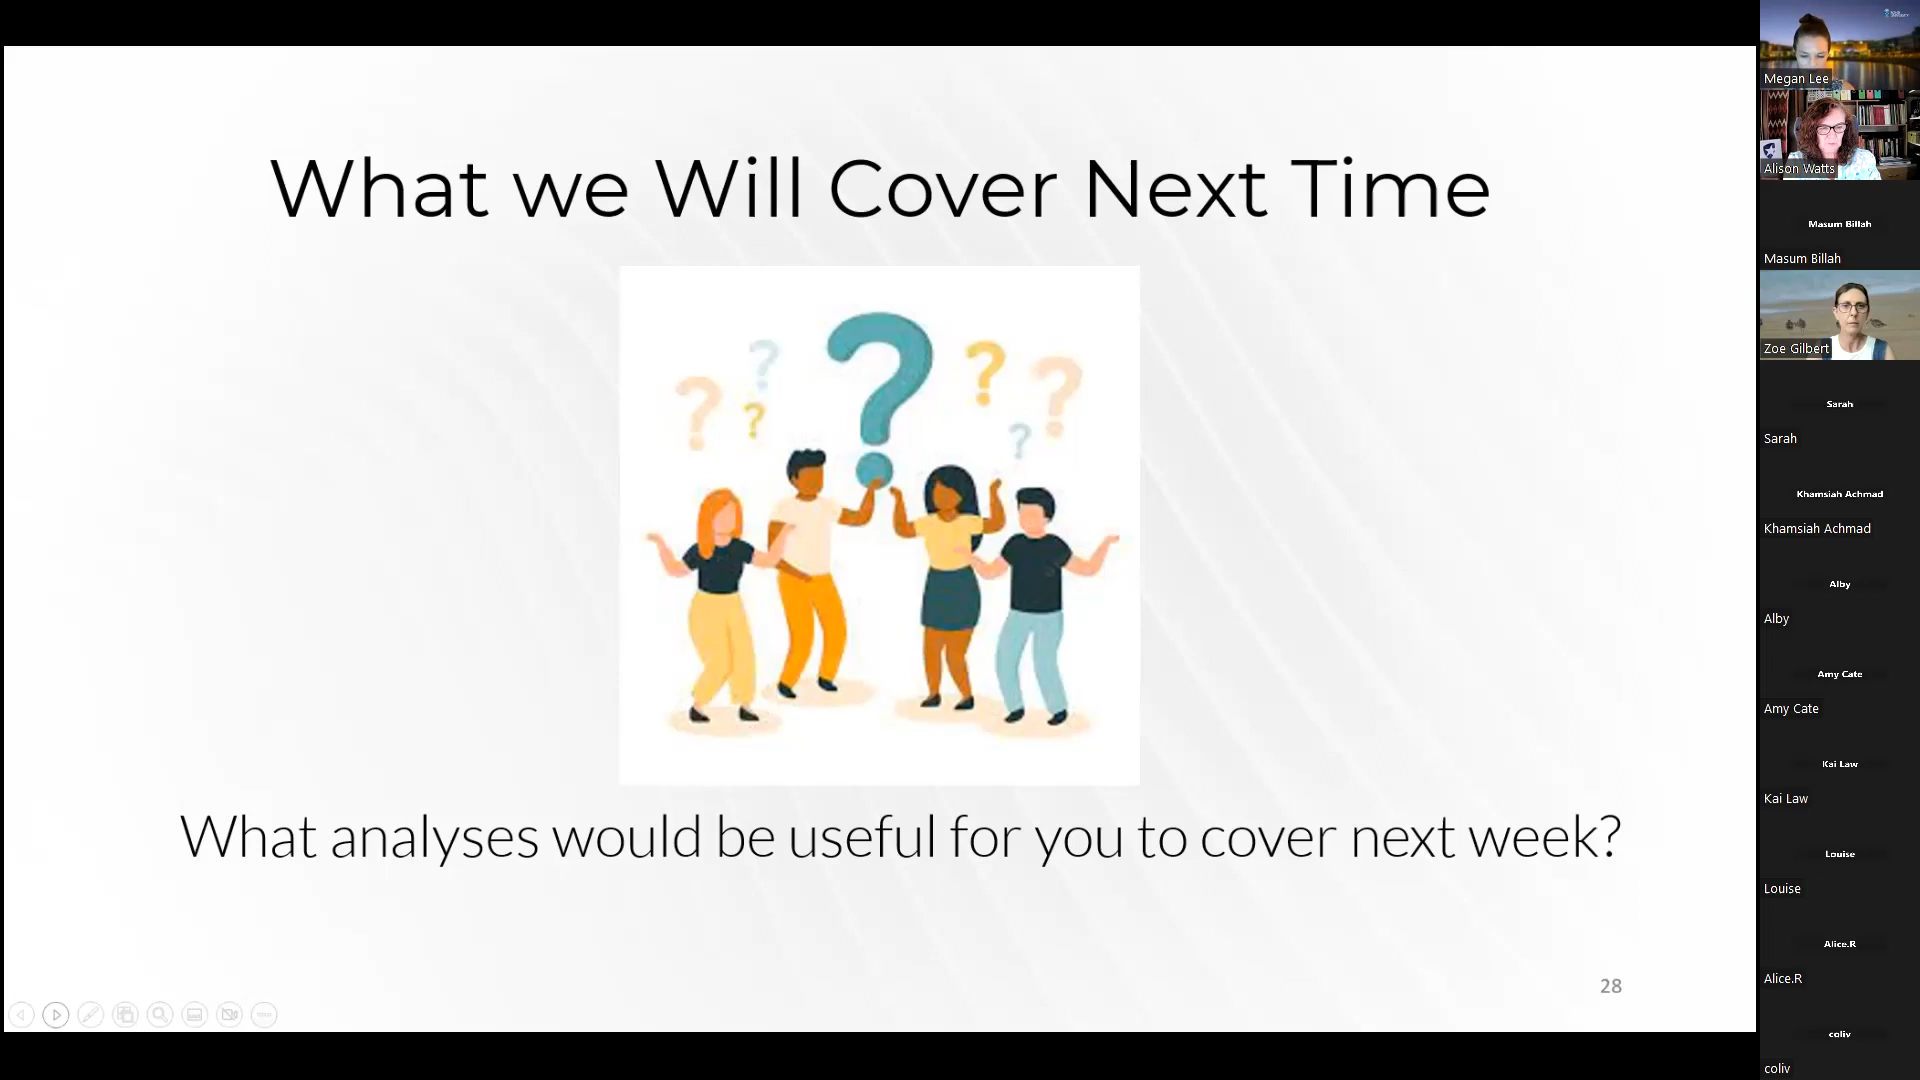 What we Will Cover Next Time
?
?
?
?
?
?
?
What analyses would be useful for you to cover next week?
28
Megan Lee
Alison Watts
Masum Billah
Masum Billah
Zoe Gilbert
Sarah
Sarah
Khamsiah Achmad
Khamsiah Achmad
Alby
Alby
Amy Cate
Amy Cate
Kai Law
Kai Law
Louise
Louise
Alice.R
Alice.R
coliv
coliv